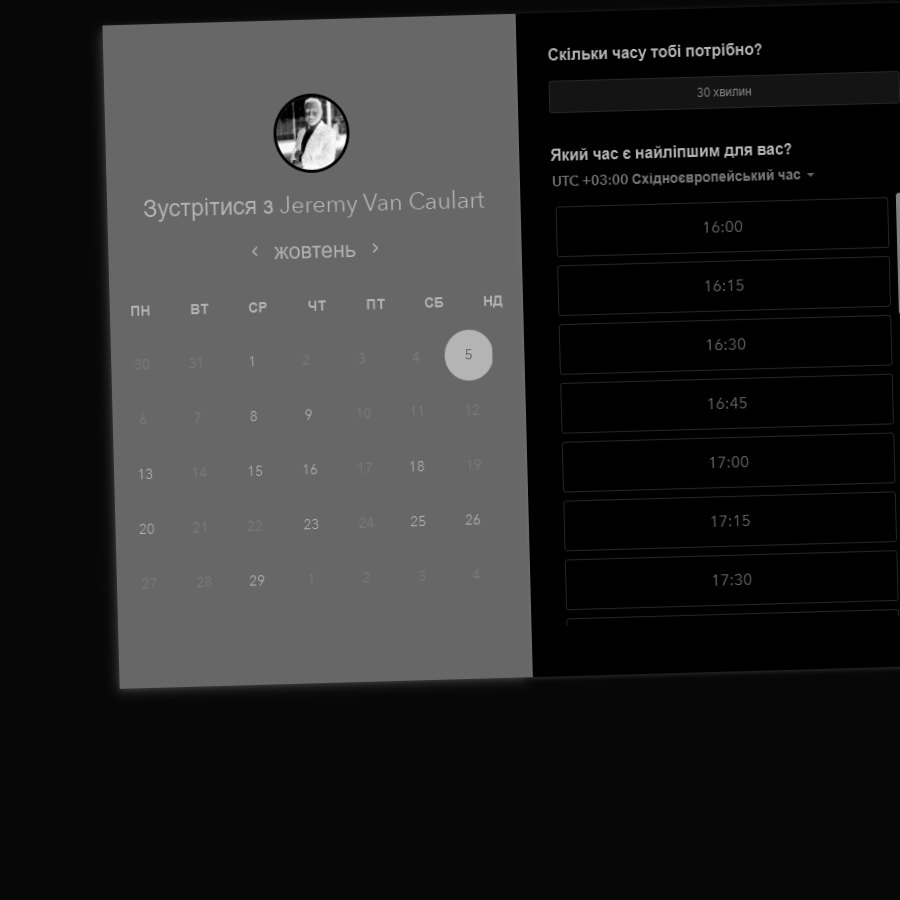 Зустрітися з Jeremy Van Caulart
жовтень
ПН ВТ СР ЧТ ПТ СБ НД
30 31 1 2 3 4 5
6 7 8 9 10 11 12
13 14 15 16 17 18 19
20 21 22 23 24 25 26
27 28 29 1 2 3 4
Скільки часу тобі потрібно?
30 хвилин
Який час є найліпшим для вас?
UTC +03:00 Східноєвропейський час
16:00
16:15
16:30
16:45
17:00
17:15
17:30